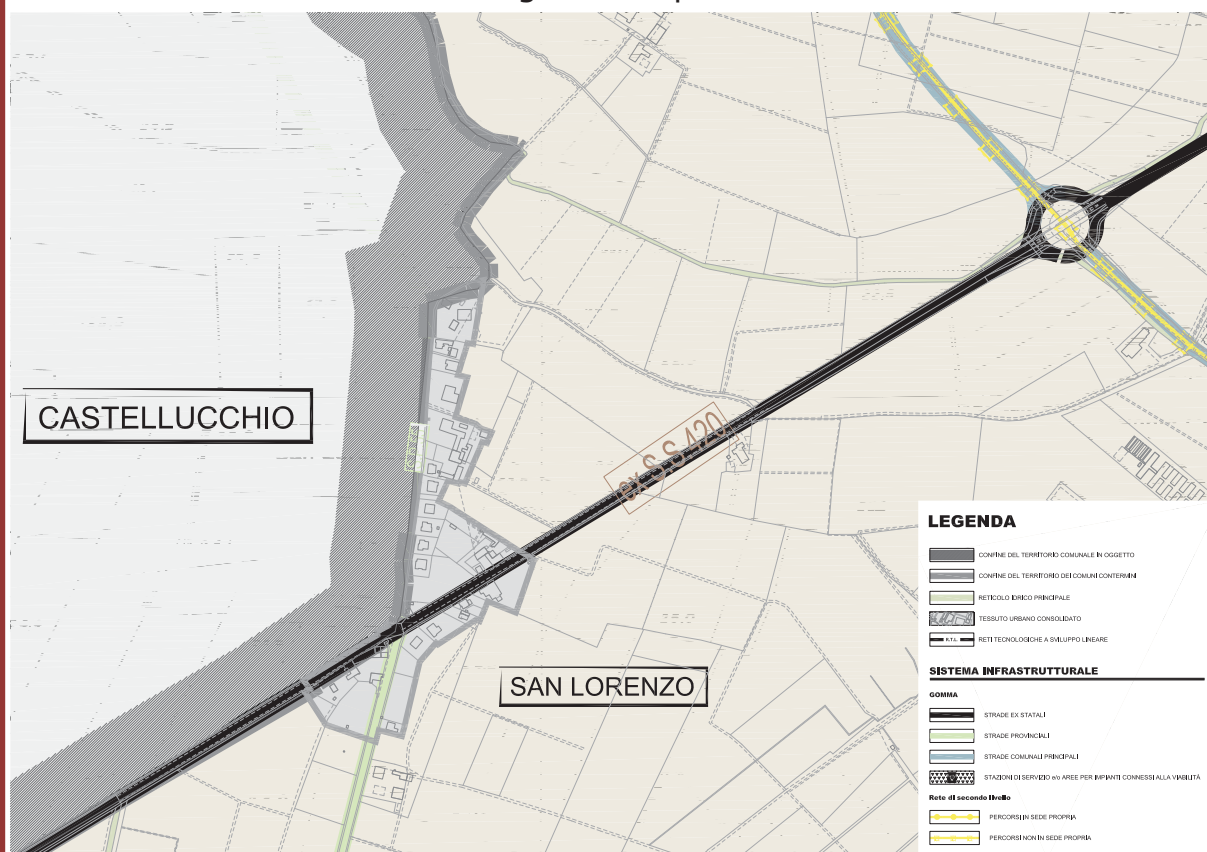 CASTELLUCCHIO
ex S.S.420
SAN LORENZO
LEGENDA
CONFINE DEL TERRITORIO COMUNALE IN OGGETTO
CONFINE DEL TERRITORIO DEI COMUNI CONTERMINI
RETICOLO IDRICO PRINCIPALE
TESSUTO URBANO CONSOLIDATO
R.T.L. RETI TECNOLOGICHE A SVILUPPO LINEARE
SISTEMA INFRASTRUTTURALE
GOMMA
STRADE EX STATALI
STRADE PROVINCIALI
STRADE COMUNALI PRINCIPALI
STAZIONI DI SERVIZIO e/o AREE PER IMPIANTI CONNESSI ALLA VIABILITÀ
Rete di secondo livello
PERCORSI IN SEDE PROPRIA
PERCORSI NON IN SEDE PROPRIA